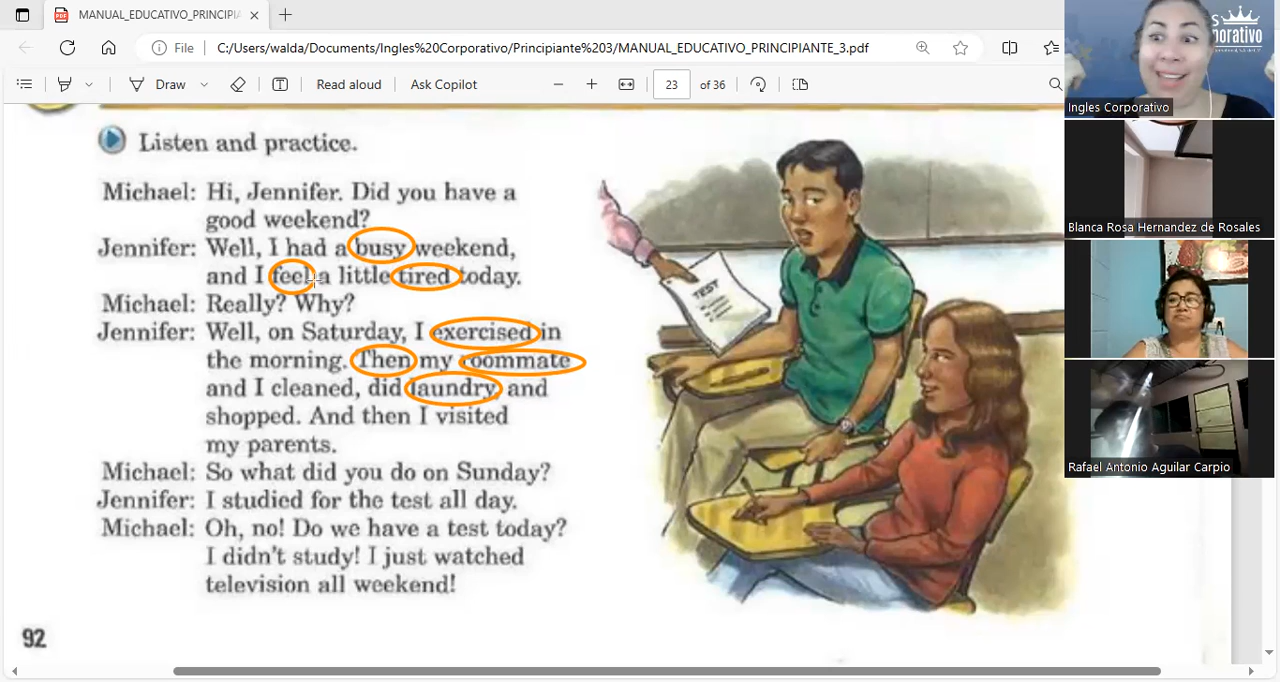 MANUAL_EDUCATIVO_PRINCIPIA
File
C:/Users/walda/Documents/Ingles%20Corporativo/Principiante%203/MANUAL_EDUCATIVO_PRINCIPIANTE_3.pdf
Draw
Read aloud
Ask Copilot
23 of 36
Listen and practice.
Michael: Hi, Jennifer. Did you have a
good weekend?
Jennifer: Well, I had a busy weekend,
and I feel a little tired today.
Michael: Really? Why?
Jennifer: Well, on Saturday, I exercised in
the morning. Then my roommate
and I cleaned, did laundry, and
shopped. And then I visited
my parents.
Michael: So what did you do on Sunday?
Jennifer: I studied for the test all day.
Michael: Oh, no! Do we have a test today?
I didn't study! I just watched
television all weekend!
92
TEST
Ingles Corporativo
Blanca Rosa Hernandez de Rosales
Rafael Antonio Aguilar Carpio